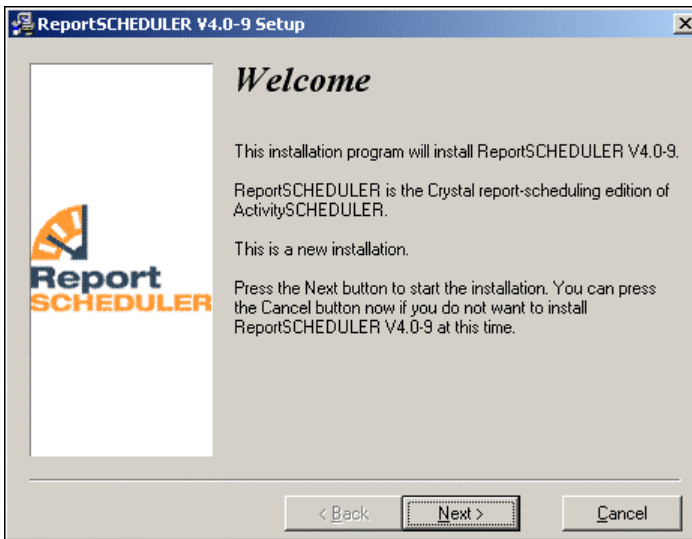 ReportSCHEDULER V4.0-9 Setup
Welcome
This installation program will install ReportSCHEDULER V4.0-9.
ReportSCHEDULER is the Crystal report-scheduling edition of
ActivitySCHEDULER.
This is a new installation.
Press the Next button to start the installation. You can press
the Cancel button now if you do not want to install
ReportSCHEDULER V4.0-9 at this time.
Report
SCHEDULER
< Back
Next >
Cancel